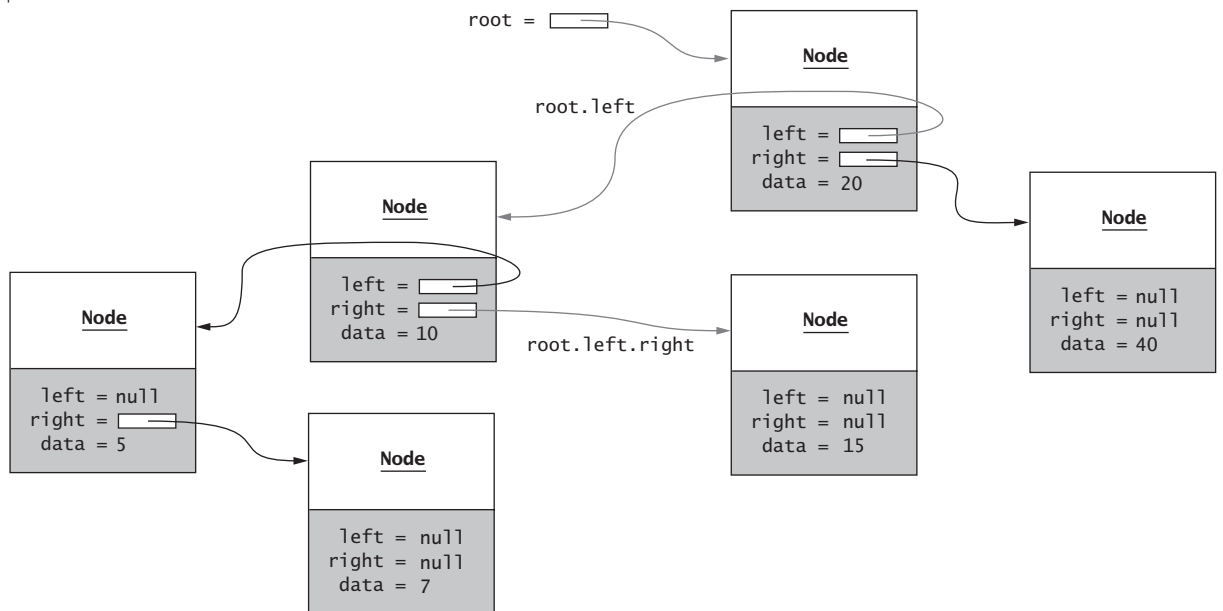 root =
Node
root.left
left =
right =
data = 20
Node
left =
right =
data = 10
Node
left = null
right = null
data = 40
Node
left = null
right =
data = 5
root.left.right
Node
left = null
right = null
data = 15
Node
left = null
right = null
data = 7